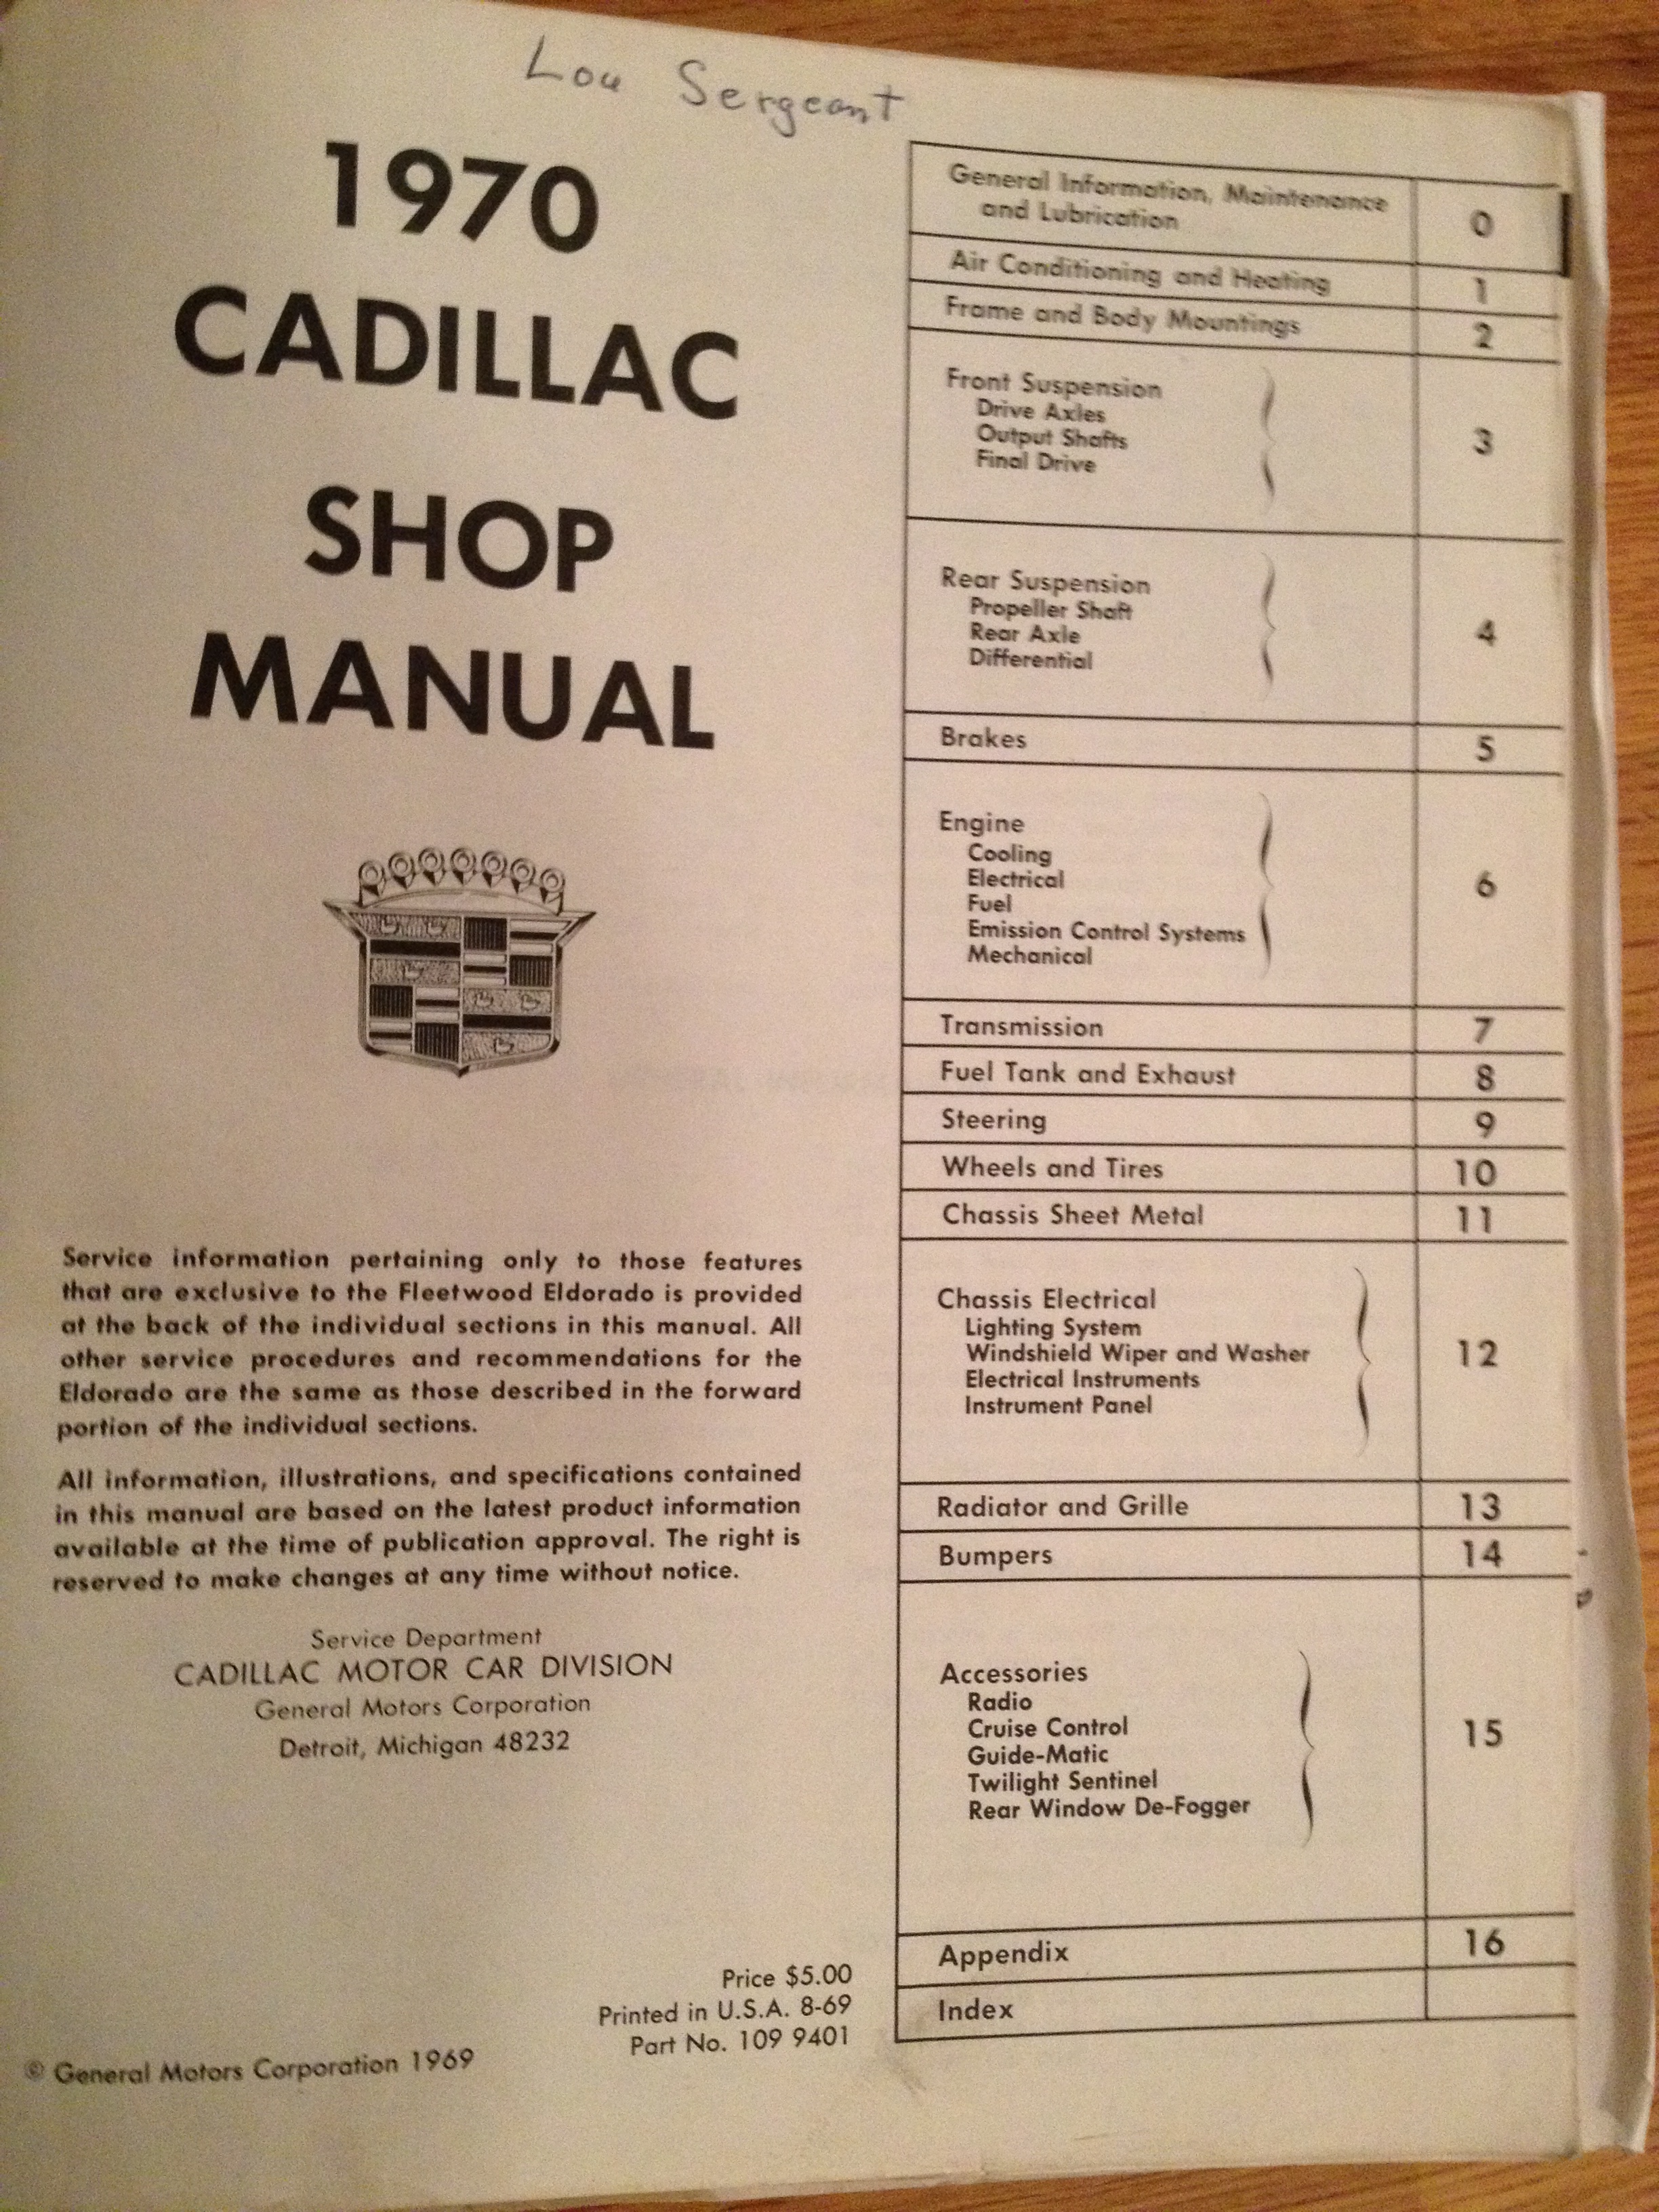 Lou Sergeant
1970
CADILLAC
SHOP
MANUAL
Service information pertaining only to those features
that are exclusive to the Fleetwood Eldorado is provided
at the back of the individual sections in this manual. All
other service procedures and recommendations for the
Eldorado are the same as those described in the forward
portion of the individual sections.
All information, illustrations, and specifications contained
in this manual are based on the latest product information
available at the time of publication approval. The right is
reserved to make changes at any time without notice.
Service Department
CADILLAC MOTOR CAR DIVISION
General Motors Corporation
Detroit, Michigan 48232
Price $5.00
Printed in U.S.A. 8-69
Part No. 109 9401
© General Motors Corporation 1969
General Information, Maintenance
and Lubrication 0
Air Conditioning and Heating 1
Frame and Body Mountings 2
Front Suspension
Drive Axles
Output Shafts 3
Final Drive
Rear Suspension
Propeller Shaft
Rear Axle 4
Differential
Brakes 5
Engine
Cooling
Electrical 6
Fuel
Emission Control Systems
Mechanical
Transmission 7
Fuel Tank and Exhaust 8
Steering 9
Wheels and Tires 10
Chassis Sheet Metal 11
Chassis Electrical
Lighting System
Windshield Wiper and Washer 12
Electrical Instruments
Instrument Panel
Radiator and Grille 13
Bumpers 14
Accessories
Radio
Cruise Control 15
Guide-Matic
Twilight Sentinel
Rear Window De-Fogger
Appendix 16
Index